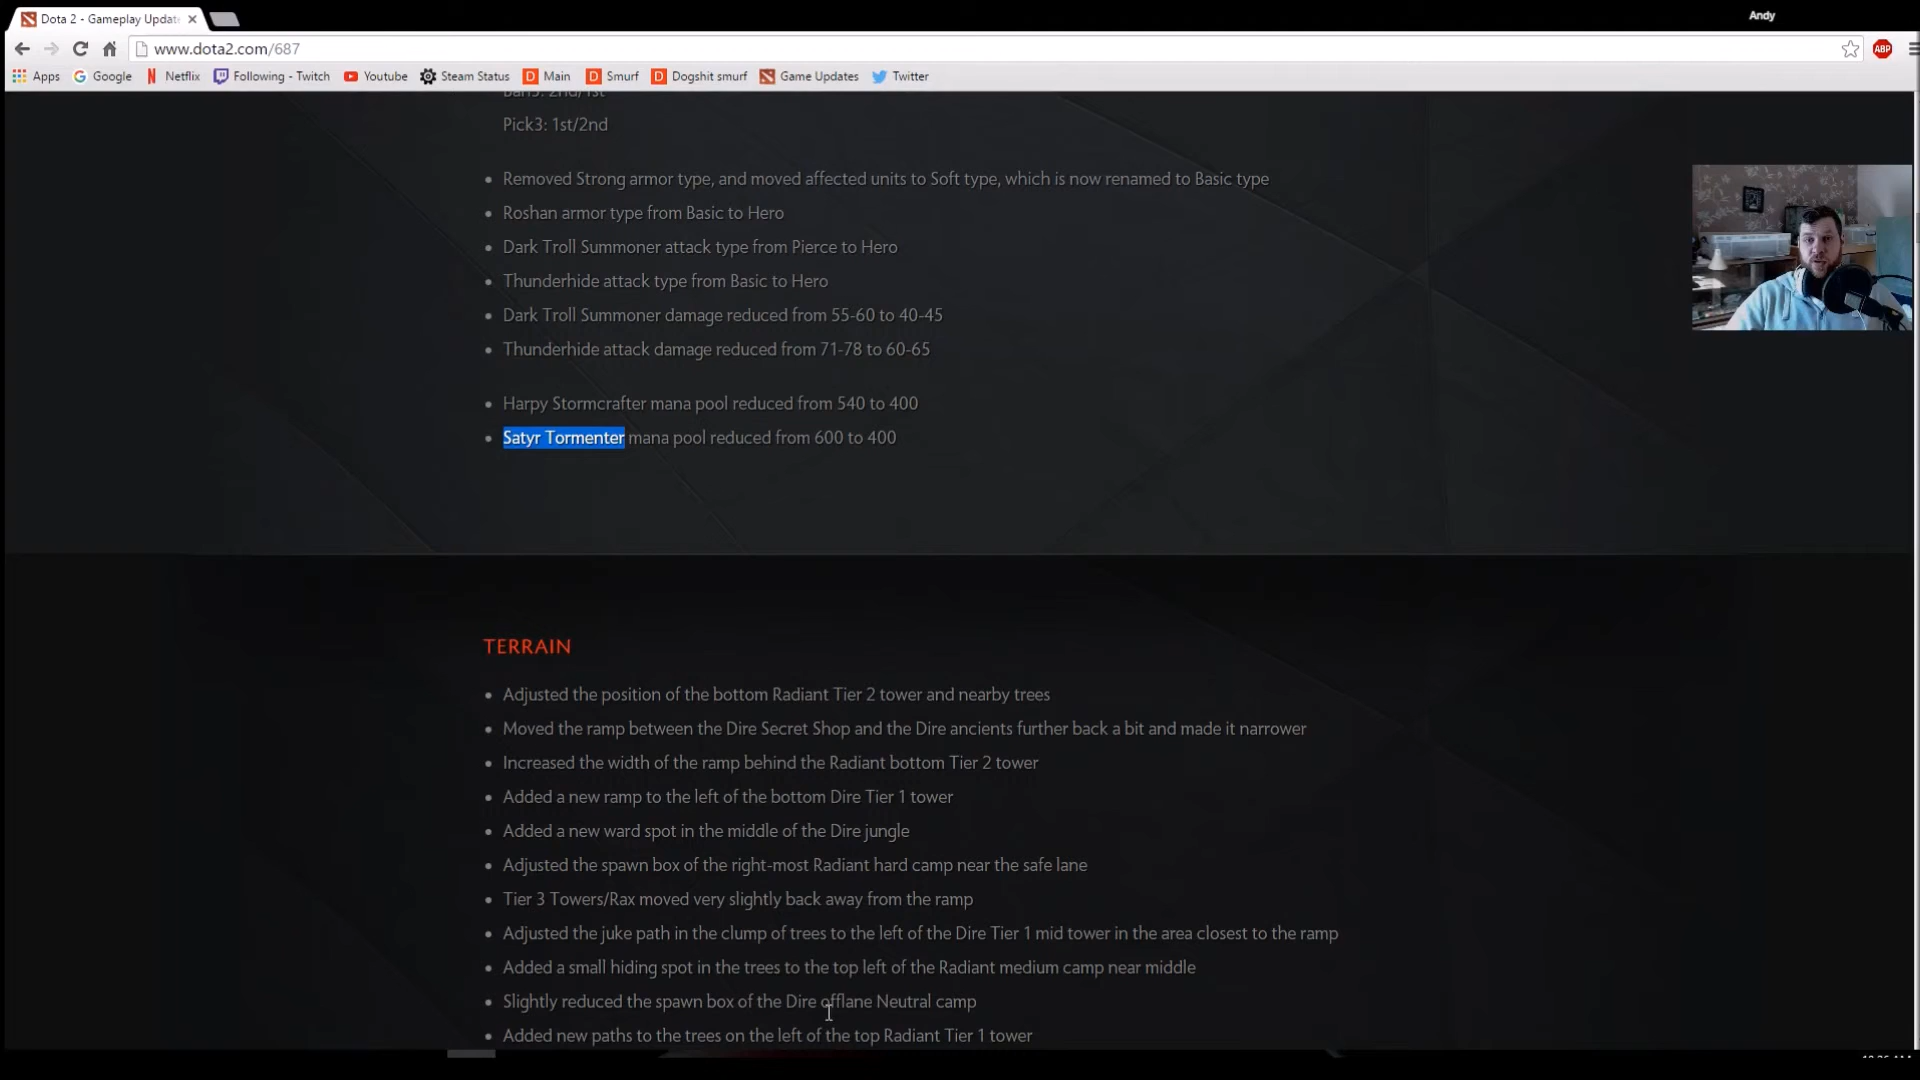 Dota 2 - Gameplay Updat
Andy
www.dota2.com/687
Apps Google Netflix Following - Twitch Youtube Steam Status Main Smurf Dogshit smurf Game Updates Twitter
ABP
Pick3: 1st/2nd
Removed Strong armor type, and moved affected units to Soft type, which is now renamed to Basic type
Roshan armor type from Basic to Hero
Dark Troll Summoner attack type from Pierce to Hero
Thunderhide attack type from Basic to Hero
Dark Troll Summoner damage reduced from 55-60 to 40-45
Thunderhide attack damage reduced from 71-78 to 60-65
Harpy Stormcrafter mana pool reduced from 540 to 400
Satyr Tormenter mana pool reduced from 600 to 400
TERRAIN
Adjusted the position of the bottom Radiant Tier 2 tower and nearby trees
Moved the ramp between the Dire Secret Shop and the Dire ancients further back a bit and made it narrower
Increased the width of the ramp behind the Radiant bottom Tier 2 tower
Added a new ramp to the left of the bottom Dire Tier 1 tower
Added a new ward spot in the middle of the Dire jungle
Adjusted the spawn box of the right-most Radiant hard camp near the safe lane
Tier 3 Towers/Rax moved very slightly back away from the ramp
Adjusted the juke path in the clump of trees to the left of the Dire Tier 1 mid tower in the area closest to the ramp
Added a small hiding spot in the trees to the top left of the Radiant medium camp near middle
Slightly reduced the spawn box of the Dire offlane Neutral camp
Added new paths to the trees on the left of the top Radiant Tier 1 tower